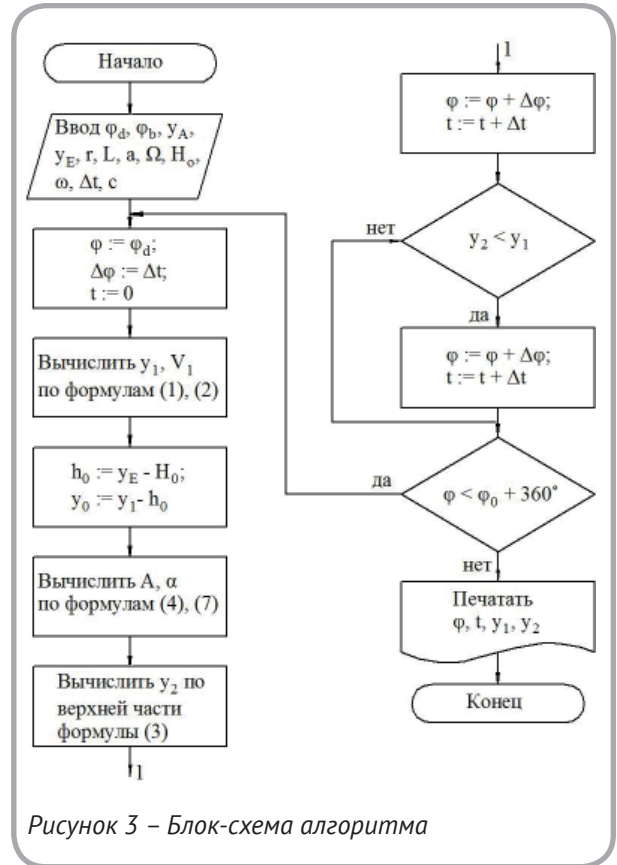 Начало
Ввод φd, φb, yA,
yE, r, L, a, Ω, Ho,
ω, Δt, c
φ := φd;
Δφ := Δt;
t := 0
Вычислить y1, V1
по формулам (1), (2)
h0 := yE - H0;
y0 := y1- h0
Вычислить A, α
по формулам (4), (7)
Вычислить y2 по
верхней части
формулы (3)
1
1
φ := φ + Δφ;
t := t + Δt
нет
y2 < y1
да
φ := φ + Δφ;
t := t + Δt
да
φ < φ0 + 360°
нет
Печатать
φ, t, y1, y2
Конец
Рисунок 3 – Блок-схема алгоритма